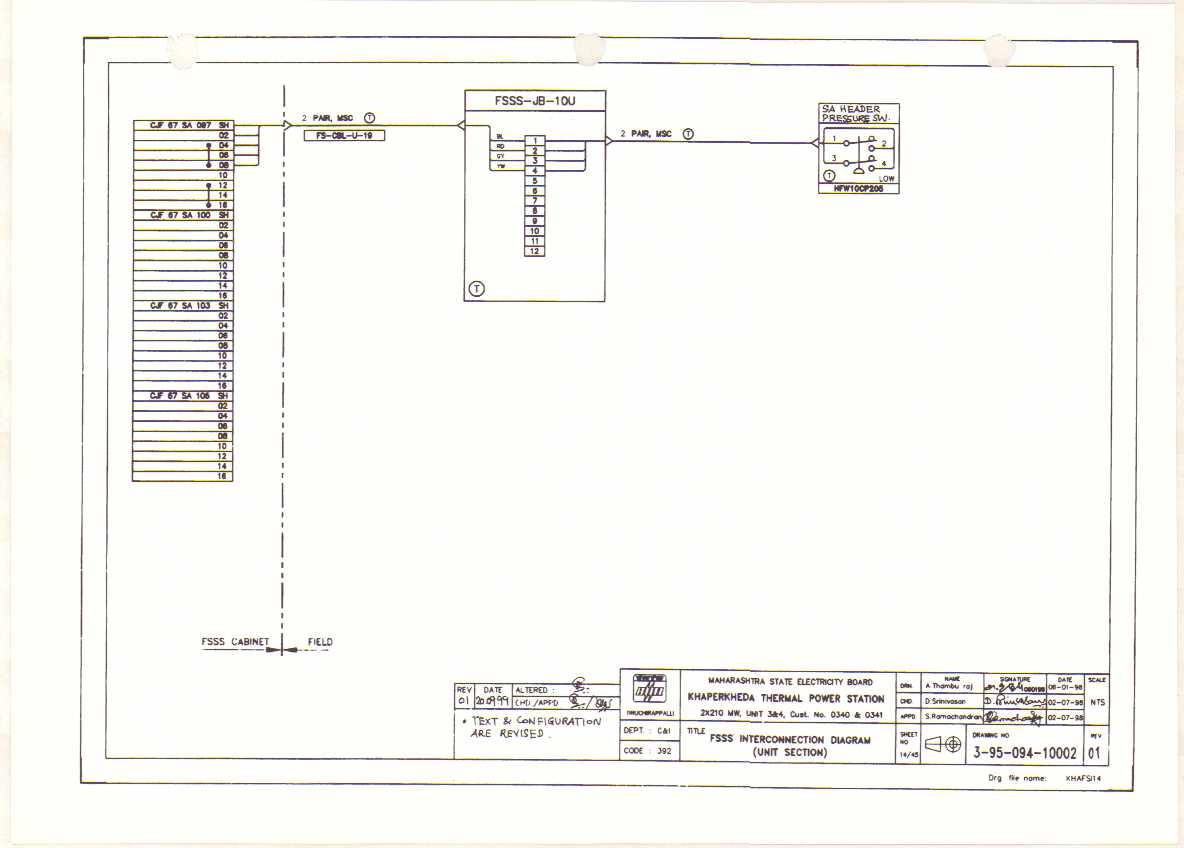 CJF 67 SA 097 SH
02
04
06
08
10
12
14
16
CJF 67 SA 100 SH
02
04
06
08
10
12
14
16
CJF 67 SA 103 SH
02
04
06
08
10
12
14
16
CJF 67 SA 106 SH
02
04
06
08
10
12
14
16
2 PAIR, MSC T
FS-CBL-U-19
FSSS-JB-10U
BL 1
RD 2
GY 3
YW 4
5
6
7
8
9
10
11
12
T
2 PAIR, MSC T
SA HEADER
PRESSURE SW.
1 2
3 4
T LOW
HFW10CP206
FSSS CABINET FIELD
REV DATE ALTERED :
01 20.09.99 CHD./APPD
* TEXT & CONFIGURATION
ARE REVISED.
TIRUCHIRAPPALLI
DEPT. : C&I
CODE : 392
MAHARASHTRA STATE ELECTRICITY BOARD
KHAPERKHEDA THERMAL POWER STATION
2X210 MW, UNIT 3&4, Cust. No. 0340 & 0341
TITLE FSSS INTERCONNECTION DIAGRAM
(UNIT SECTION)
NAME SIGNATURE DATE SCALE
DRN. A.Thambu raj 06-01-98
CHD. D.Srinivasan 02-07-98 NTS
APPD. S.Ramachandran 02-07-98
SHEET NO 14/45
DRAWING NO 3-95-094-10002
REV 01
Drg file name: KHAFSI14